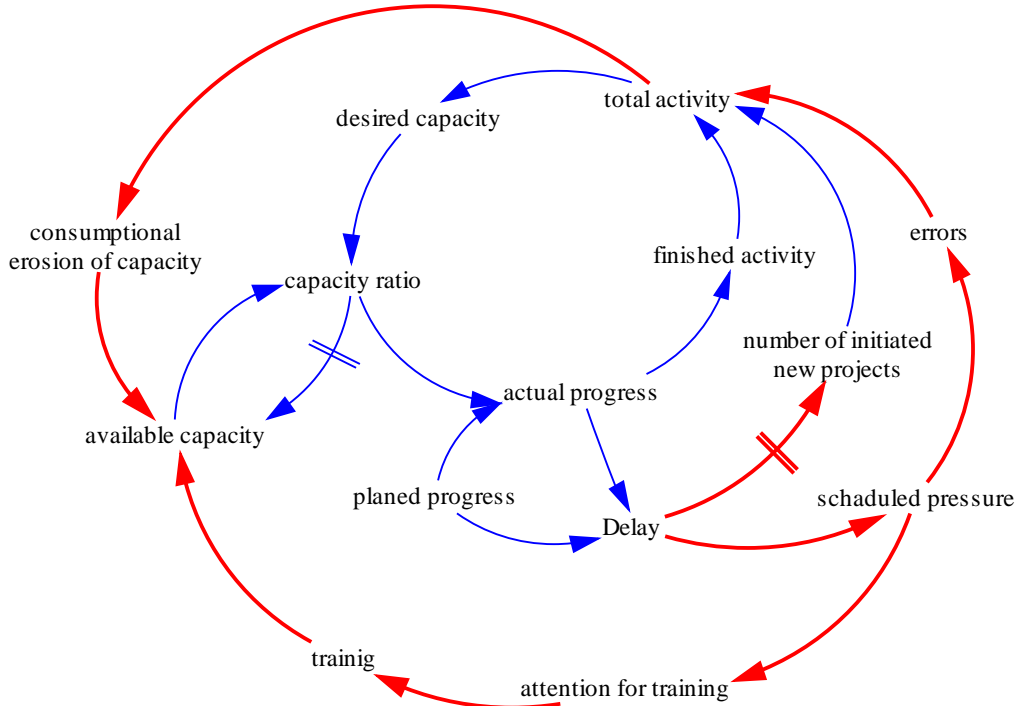 total activity
desired capacity
consumptional
erosion of capacity
errors
finished activity
capacity ratio
number of initiated
new projects
actual progress
available capacity
planed progress
schaduled pressure
Delay
trainig
attention for training